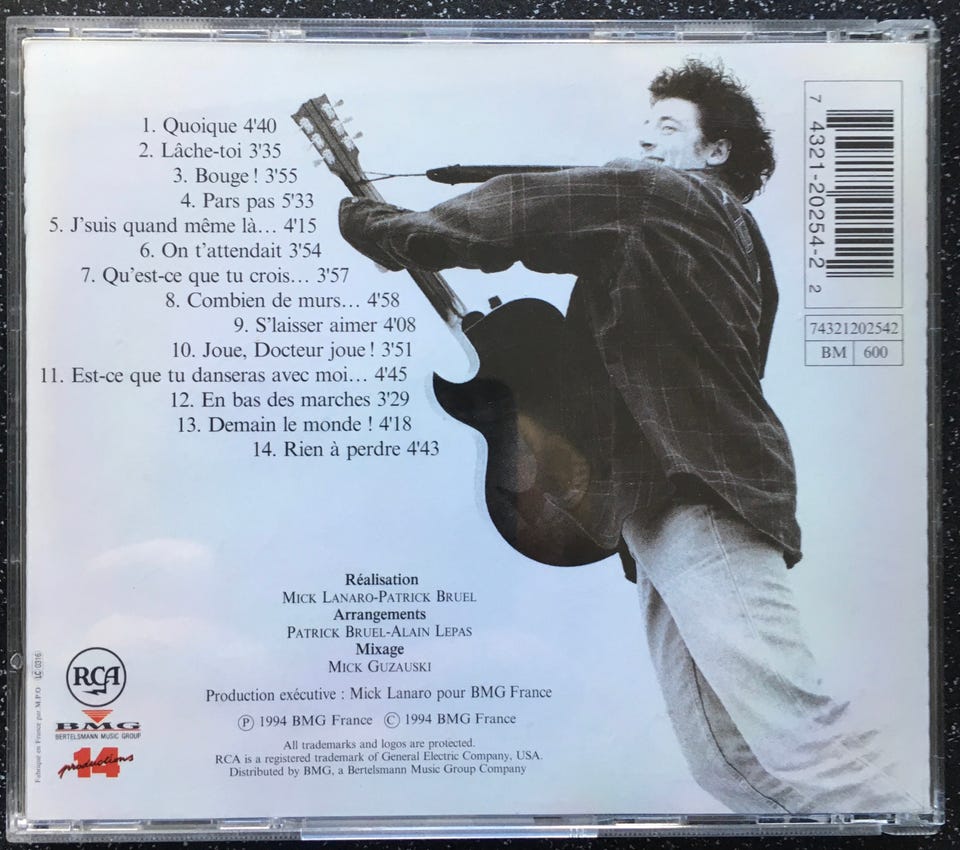 1. Quoique 4'40
2. Lâche-toi 3'35
3. Bouge ! 3'55
4. Pars pas 5'33
5. J'suis quand même là... 4'15
6. On t'attendait 3'54
7. Qu'est-ce que tu crois... 3'57
8. Combien de murs... 4'58
9. S'laisser aimer 4'08
10. Joue, Docteur joue ! 3'51
11. Est-ce que tu danseras avec moi... 4'45
12. En bas des marches 3'29
13. Demain le monde ! 4'18
14. Rien à perdre 4'43
7 4321-20254-2 2
74321202542
BM 600
Réalisation
MICK LANARO-PATRICK BRUEL
Arrangements
PATRICK BRUEL-ALAIN LEPAS
Mixage
MICK GUZAUSKI
Production exécutive : Mick Lanaro pour BMG France
Ⓟ 1994 BMG France © 1994 BMG France
All trademarks and logos are protected.
RCA is a registered trademark of General Electric Company, USA.
Distributed by BMG, a Bertelsmann Music Group Company
RCA
BMG
BERTELSMANN MUSIC GROUP
14 productions
Fabriqué en France par M.P.O LC 0316